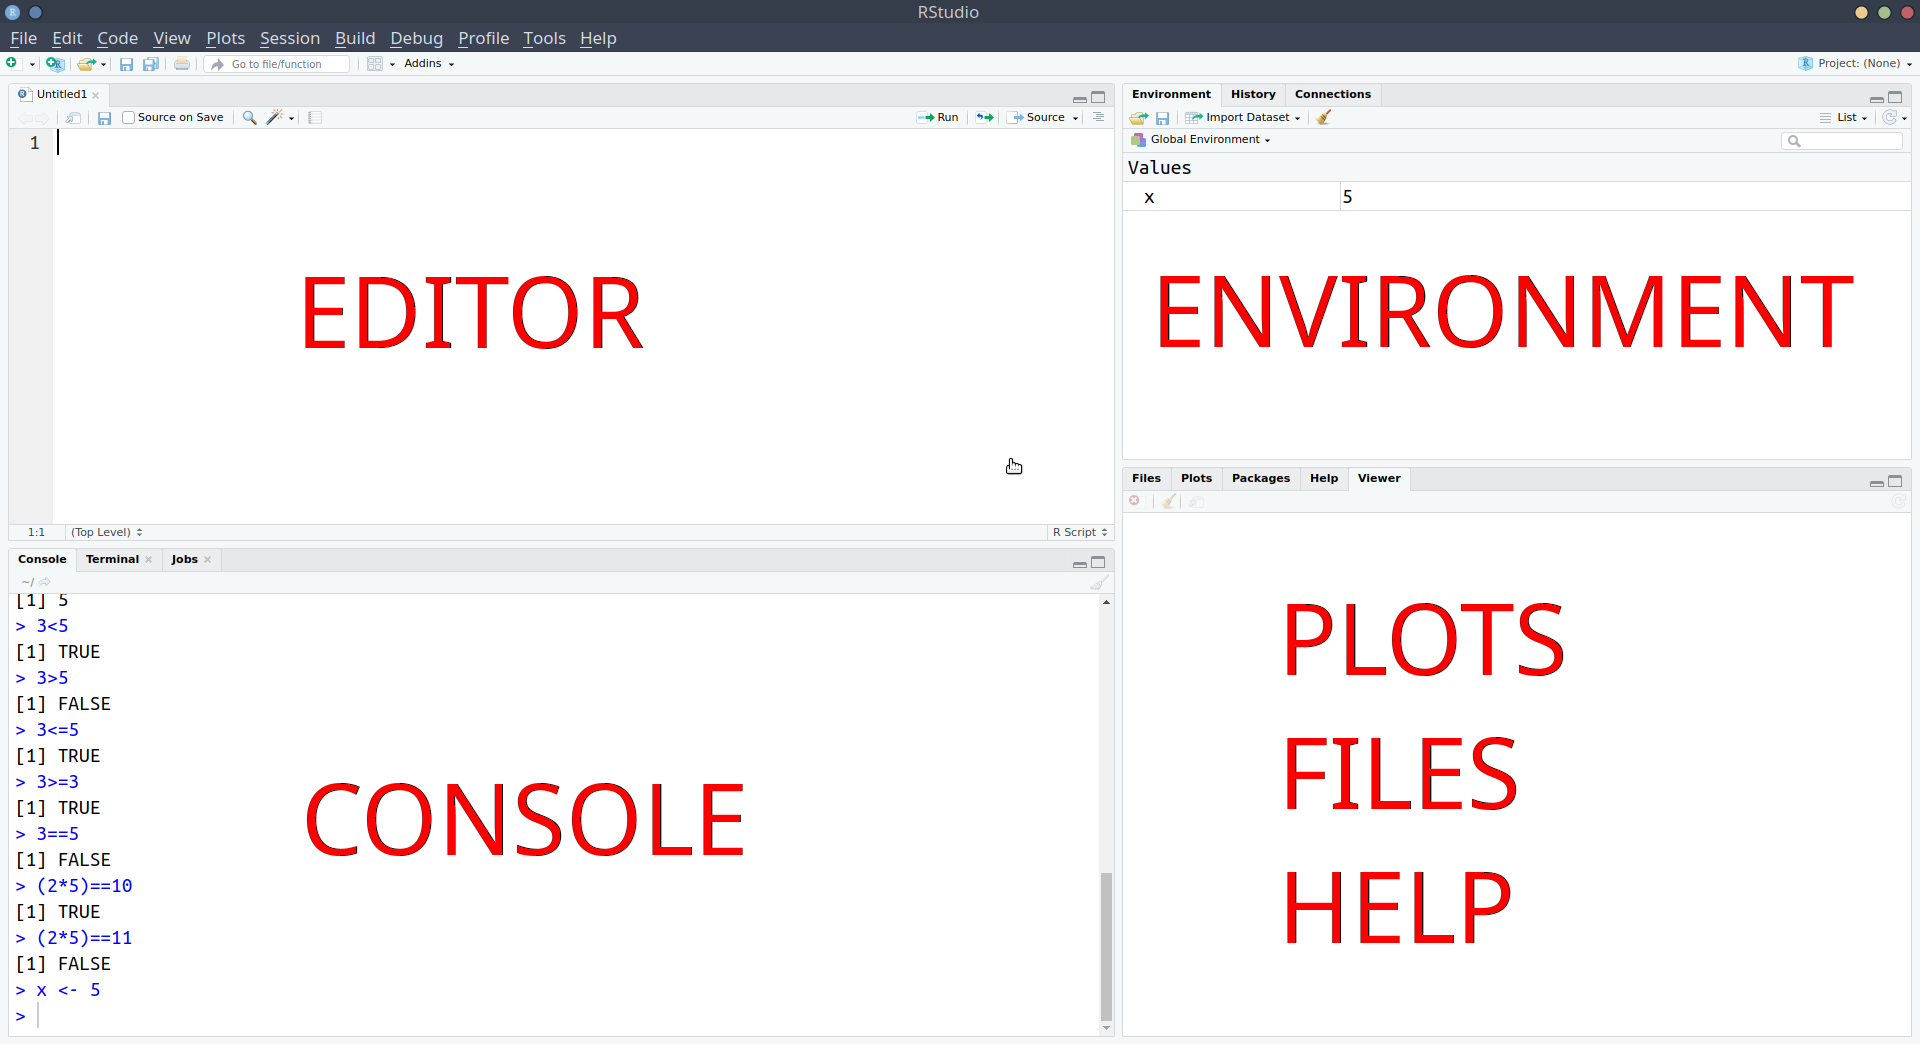 RStudio
File Edit Code View Plots Session Build Debug Profile Tools Help
Go to file/function Addins Project: (None)
Untitled1
Source on Save Run Source
1
EDITOR
1:1 (Top Level) R Script
Console Terminal Jobs
~/
[1] 5
> 3<5
[1] TRUE
> 3>5
[1] FALSE
> 3<=5
[1] TRUE
> 3>=3
[1] TRUE
> 3==5
[1] FALSE
> (2*5)==10
[1] TRUE
> (2*5)==11
[1] FALSE
> x <- 5
>
CONSOLE
Environment History Connections
Import Dataset List
Global Environment
Values
x 5
ENVIRONMENT
Files Plots Packages Help Viewer
PLOTS
FILES
HELP